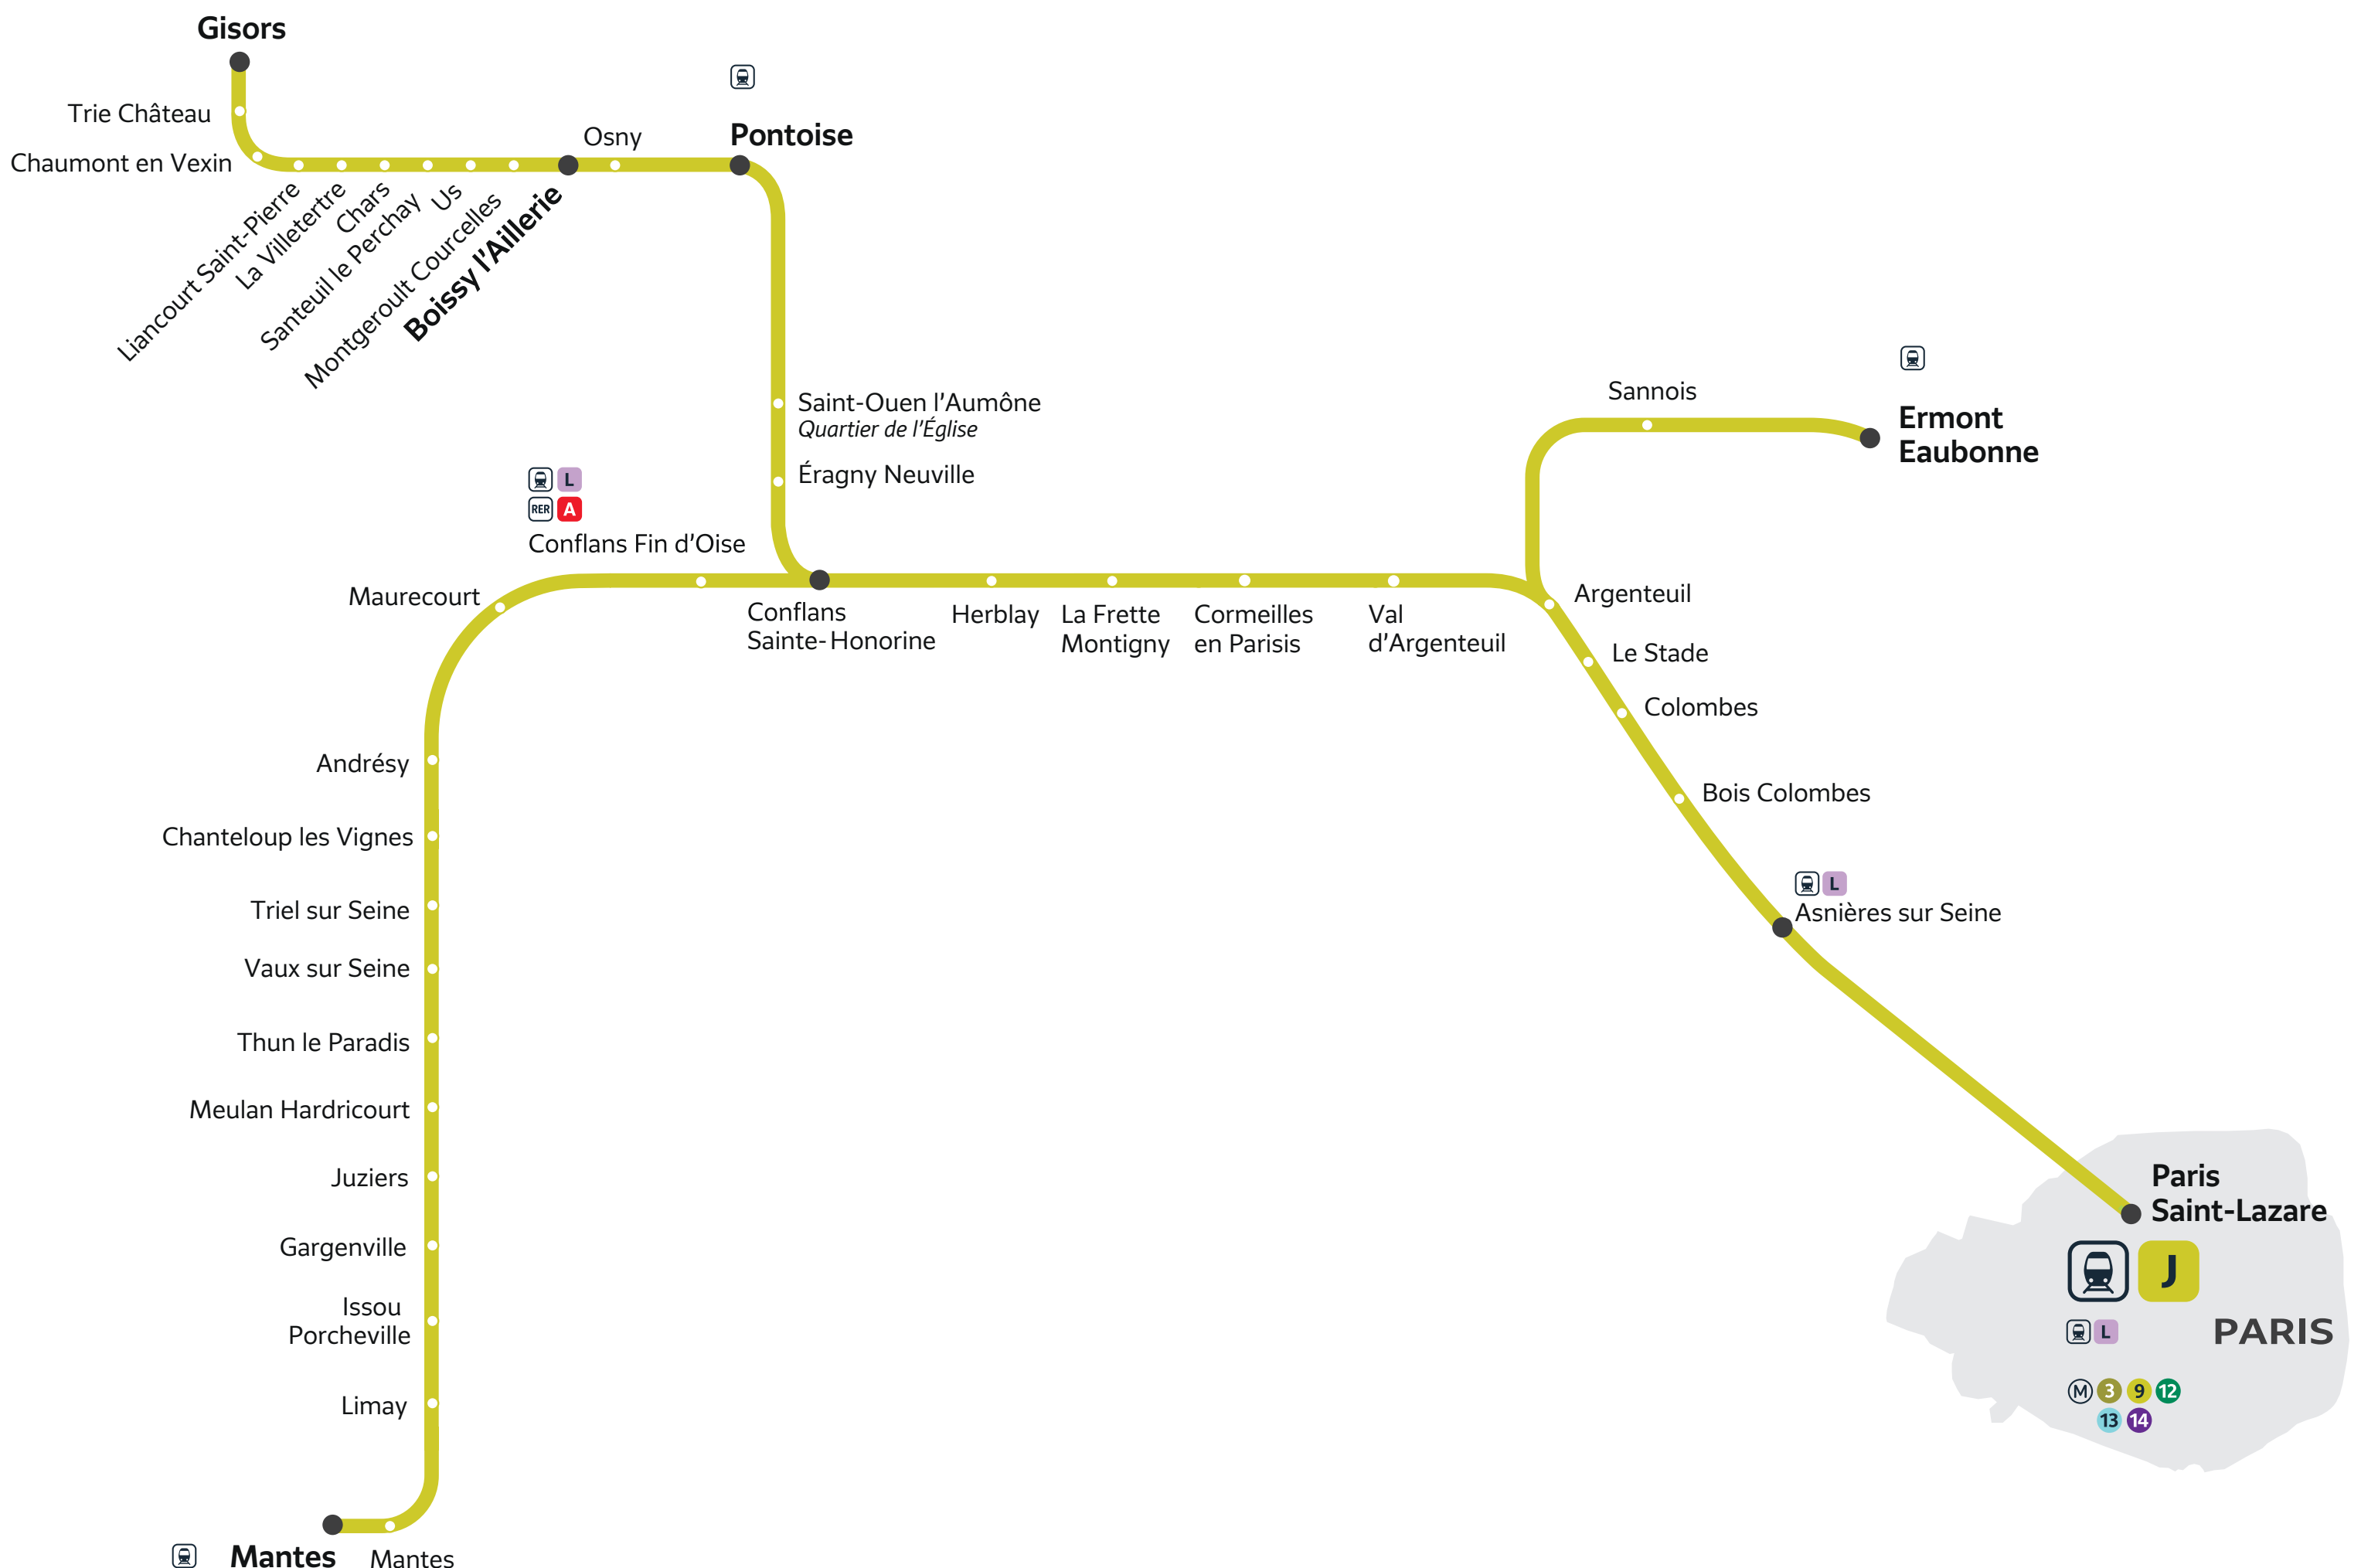 Gisors
Trie Château
Chaumont en Vexin
Liancourt Saint-Pierre
La Villetertre
Chars
Santeuil le Perchay
Us
Montgeroult Courcelles
Boissy l'Aillerie
Osny
Pontoise
Saint-Ouen l'Aumône
Quartier de l'Église
Éragny Neuville
L
RER A
Conflans Fin d'Oise
Maurecourt
Conflans
Sainte-Honorine
Herblay
La Frette
Montigny
Cormeilles
en Parisis
Val
d'Argenteuil
Sannois
Ermont
Eaubonne
Argenteuil
Le Stade
Colombes
Bois Colombes
L
Asnières sur Seine
Andrésy
Chanteloup les Vignes
Triel sur Seine
Vaux sur Seine
Thun le Paradis
Meulan Hardricourt
Juziers
Gargenville
Issou
Porcheville
Limay
Mantes
Mantes
Paris
Saint-Lazare
J
L
PARIS
M 3 9 12
13 14